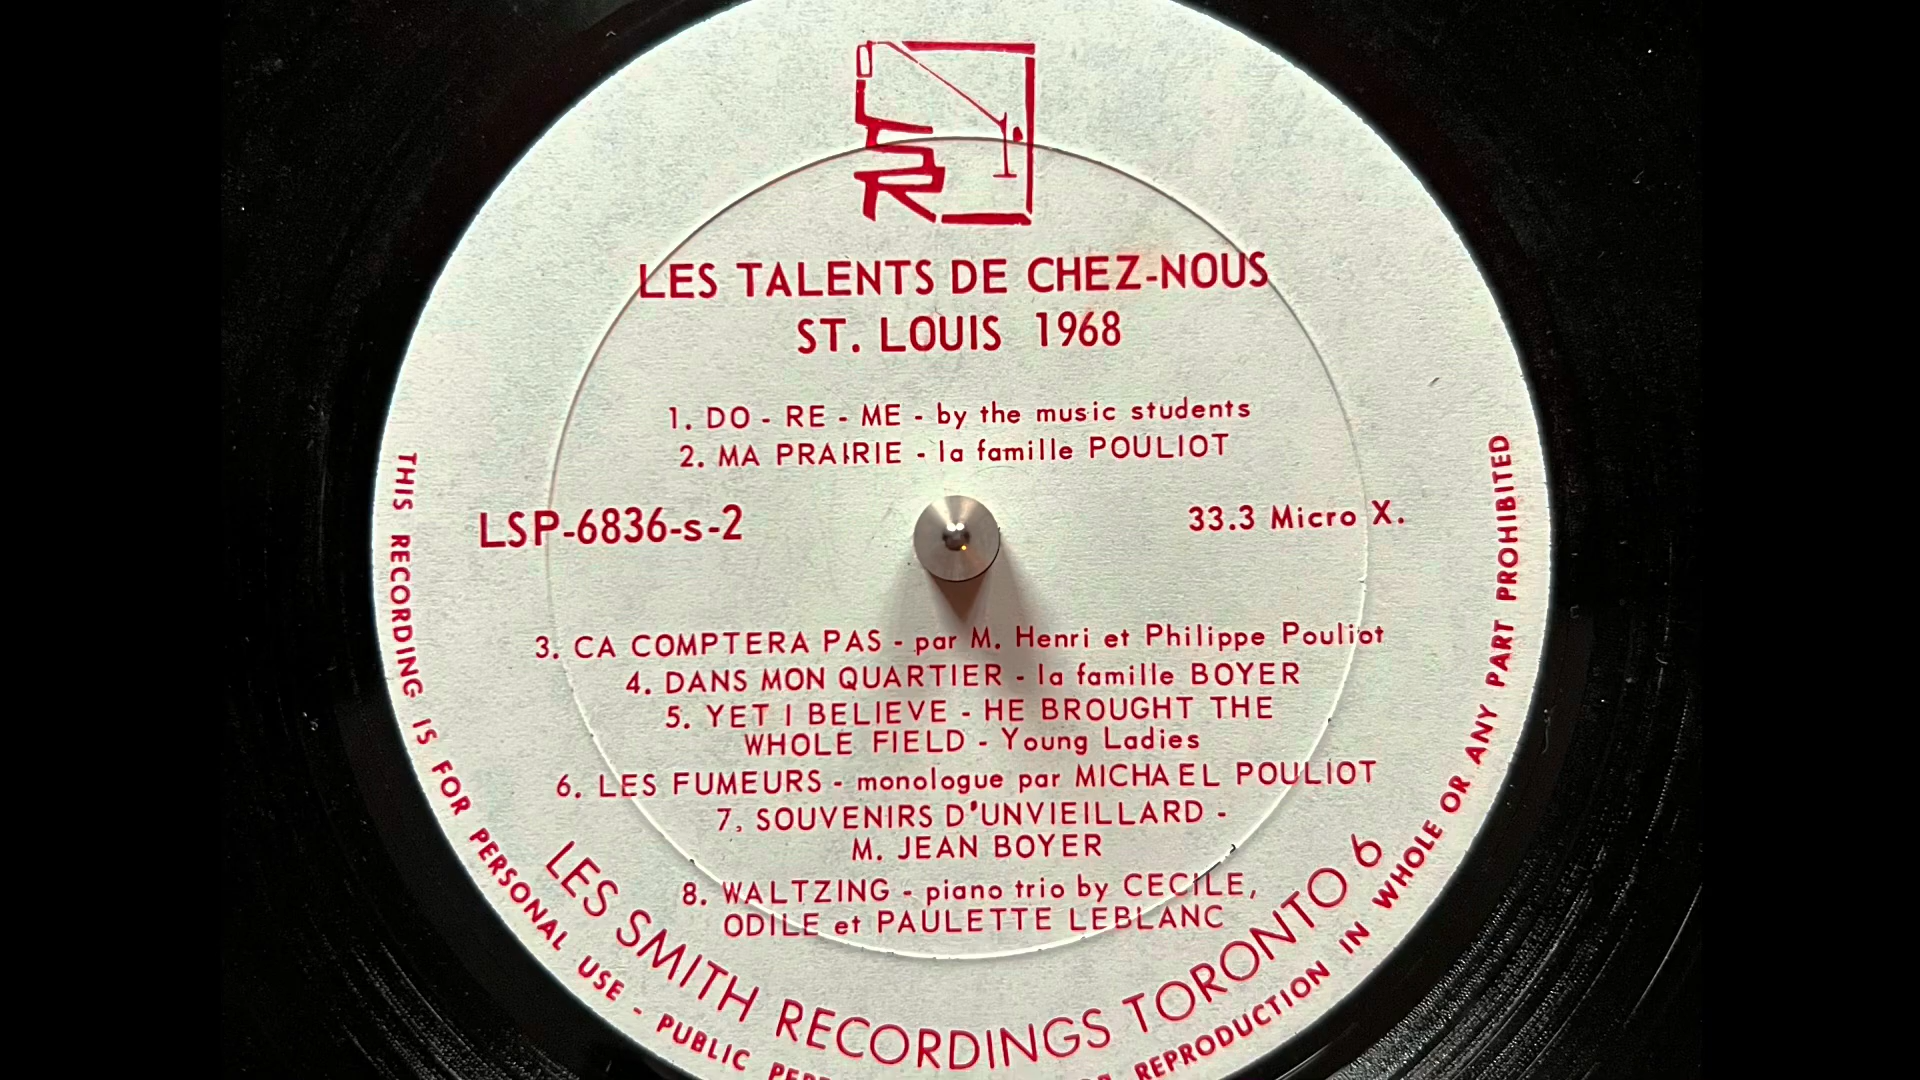 LES TALENTS DE CHEZ-NOUS
ST. LOUIS 1968
1. DO - RE - ME - by the music students
2. MA PRAIRIE - la famille POULIOT
LSP-6836-s-2
33.3 Micro X.
3. CA COMPTERA PAS - par M. Henri et Philippe Pouliot
4. DANS MON QUARTIER - la famille BOYER
5. YET I BELIEVE - HE BROUGHT THE
WHOLE FIELD - Young Ladies
6. LES FUMEURS - monologue par MICHAEL POULIOT
7. SOUVENIRS D'UNVIEILLARD -
M. JEAN BOYER
8. WALTZING - piano trio by CECILE,
ODILE et PAULETTE LEBLANC
LES SMITH RECORDINGS TORONTO 6
THIS RECORDING IS FOR PERSONAL USE - PUBLIC REPRODUCTION IN WHOLE OR ANY PART PROHIBITED